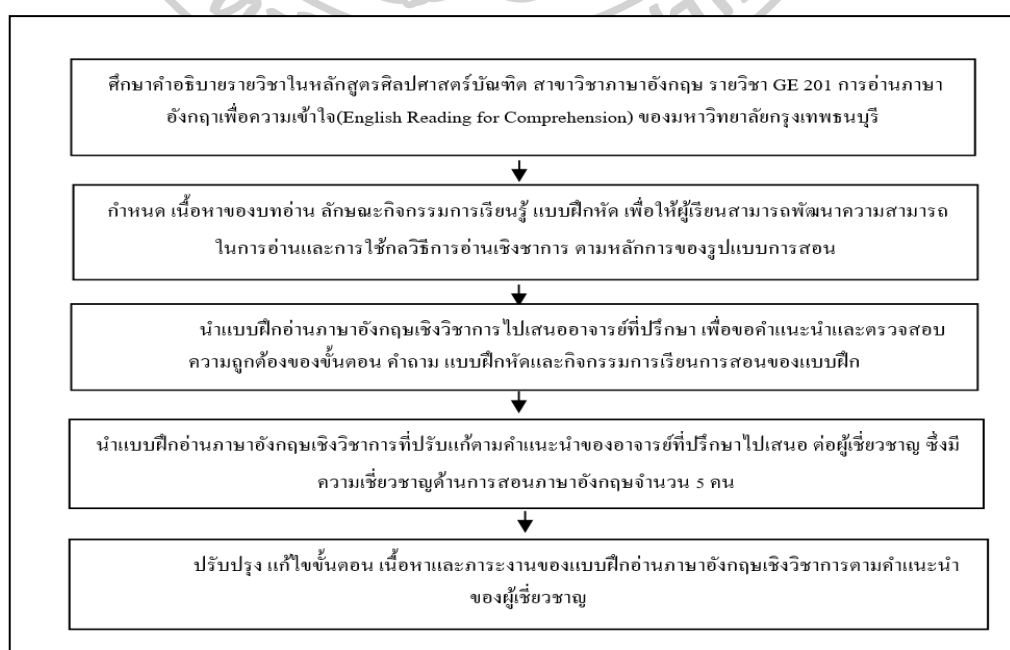 ศึกษาคำอธิบายรายวิชาในหลักสูตรศิลปศาสตร์บัณฑิต สาขาวิชาภาษาอังกฤษ รายวิชา GE 201 การอ่านภาษา
อังกฤาเพื่อความเข้าใจ(English Reading for Comprehension) ของมหาวิทยาลัยกรุงเทพธนบุรี
กำหนด เนื้อหาของบทอ่าน ลักษณะกิจกรรมการเรียนรู้ แบบฝึกหัด เพื่อให้ผู้เรียนสามารถพัฒนาความสามารถ
ในการอ่านและการใช้กลวิธีการอ่านเชิงชาการ ตามหลักการของรูปแบบการสอน
นำแบบฝึกอ่านภาษาอังกฤษเชิงวิชาการไปเสนออาจารย์ที่ปรึกษา เพื่อขอคำแนะนำและตรวจสอบ
ความถูกต้องของขั้นตอน คำถาม แบบฝึกหัดและกิจกรรมการเรียนการสอนของแบบฝึก
นำแบบฝึกอ่านภาษาอังกฤษเชิงวิชาการที่ปรับแก้ตามคำแนะนำของอาจารย์ที่ปรึกษาไปเสนอ ต่อผู้เชี่ยวชาญ ซึ่งมี
ความเชี่ยวชาญด้านการสอนภาษาอังกฤษจำนวน 5 คน
ปรับปรุง แก้ไขขั้นตอน เนื้อหาและภาระงานของแบบฝึกอ่านภาษาอังกฤษเชิงวิชาการตามคำแนะนำ
ของผู้เชี่ยวชาญ